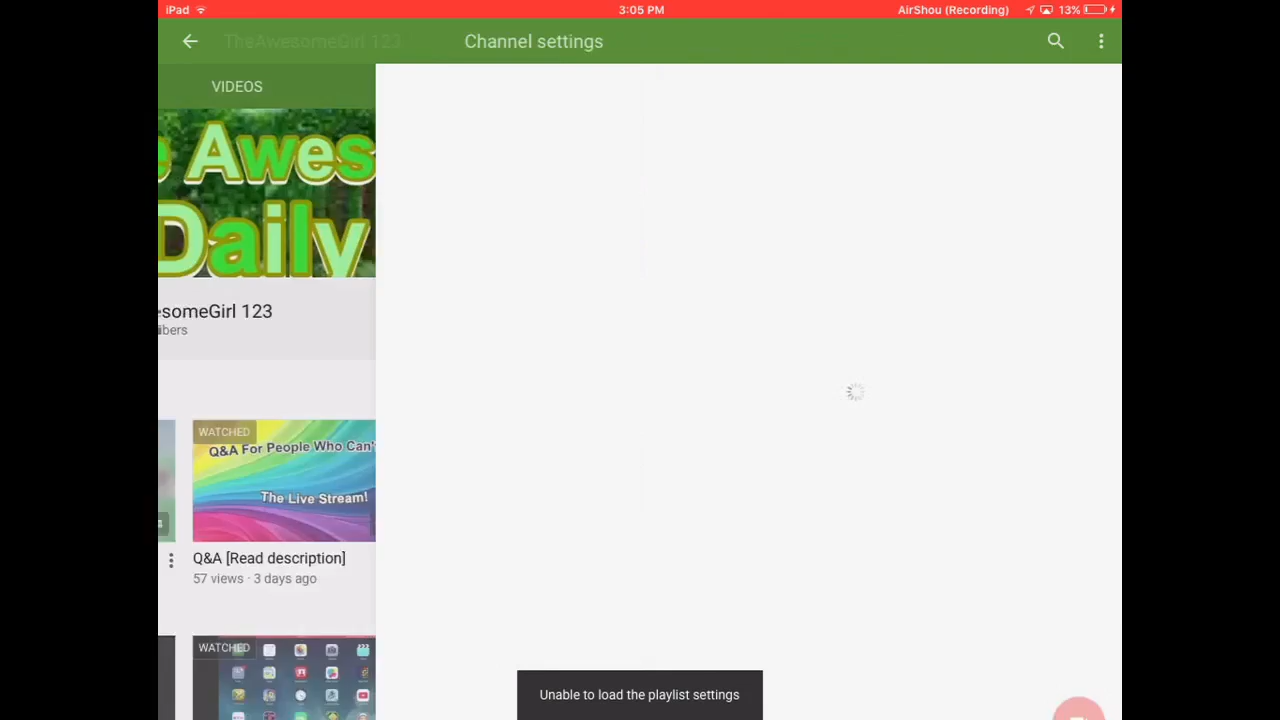 iPad 3:05 PM AirShou (Recording) 13%
TheAwesomeGirl 123 Channel settings
VIDEOS
e Awes
Daily
esomeGirl 123
ibers
WATCHED
Q&A For People Who Can't
The Live Stream!
Q&A [Read description]
57 views · 3 days ago
WATCHED
Unable to load the playlist settings